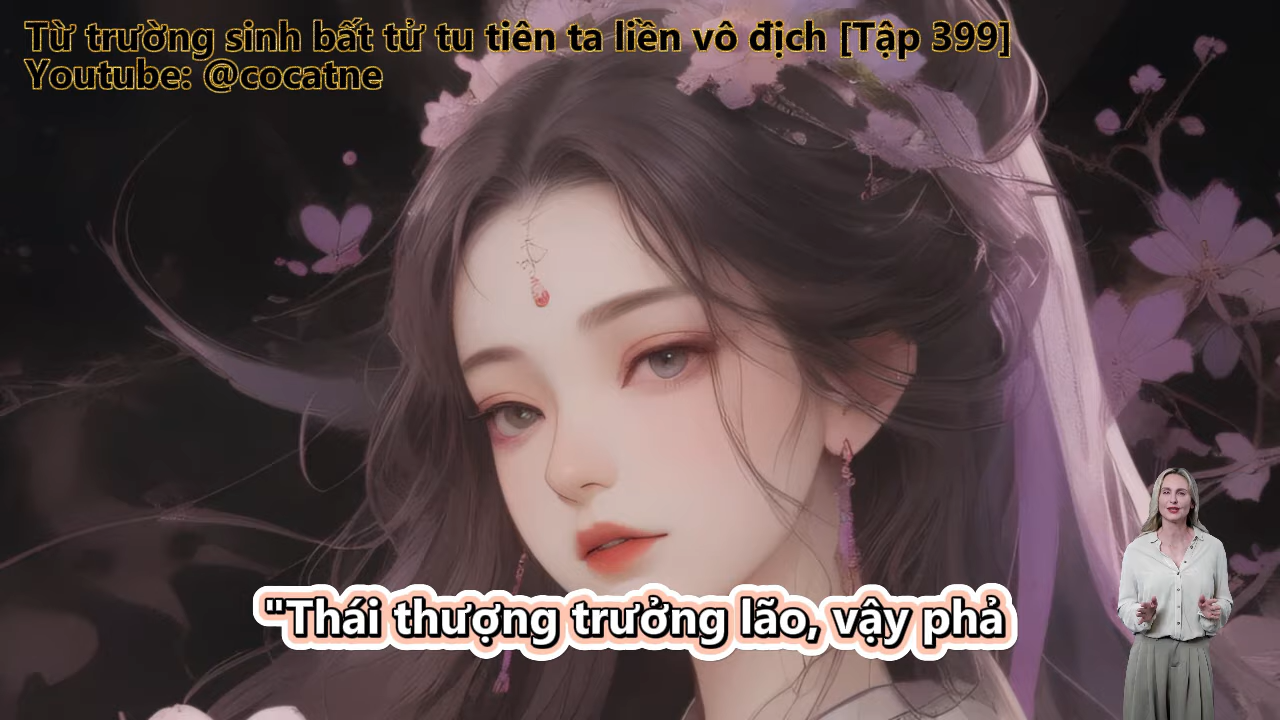 Từ trường sinh bất tử tu tiên ta liền vô địch [Tập 399]
Youtube: @cocatne
"Thái thượng trưởng lão, vậy phả